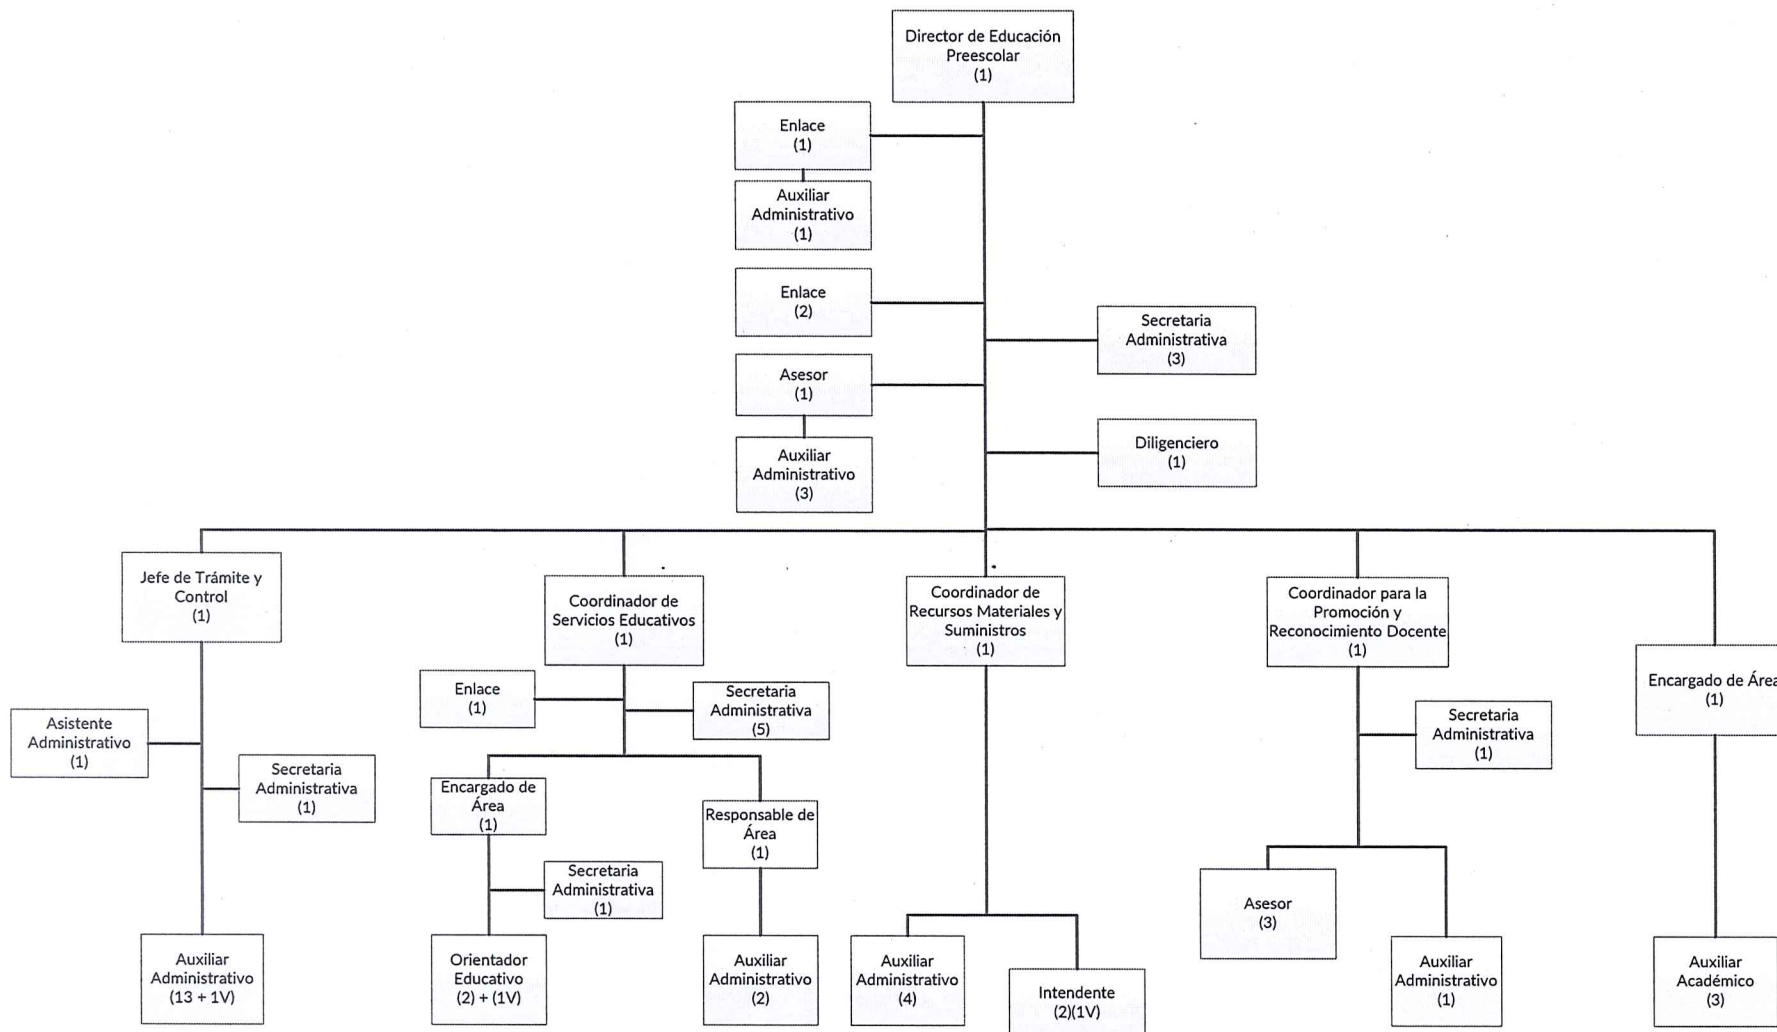 Director de Educación
Preescolar
(1)
Enlace
(1)
Auxiliar
Administrativo
(1)
Enlace
(2)
Secretaria
Administrativa
(3)
Asesor
(1)
Auxiliar
Administrativo
(3)
Diligenciero
(1)
Jefe de Trámite y
Control
(1)
Asistente
Administrativo
(1)
Secretaria
Administrativa
(1)
Auxiliar
Administrativo
(13 + 1V)
Coordinador de
Servicios Educativos
(1)
Enlace
(1)
Secretaria
Administrativa
(5)
Encargado de
Área
(1)
Secretaria
Administrativa
(1)
Orientador
Educativo
(2) + (1V)
Responsable de
Área
(1)
Auxiliar
Administrativo
(2)
Coordinador de
Recursos Materiales y
Suministros
(1)
Auxiliar
Administrativo
(4)
Intendente
(2)(1V)
Coordinador para la
Promoción y
Reconocimiento Docente
(1)
Secretaria
Administrativa
(1)
Asesor
(3)
Auxiliar
Administrativo
(1)
Encargado de Área
(1)
Auxiliar
Académico
(3)